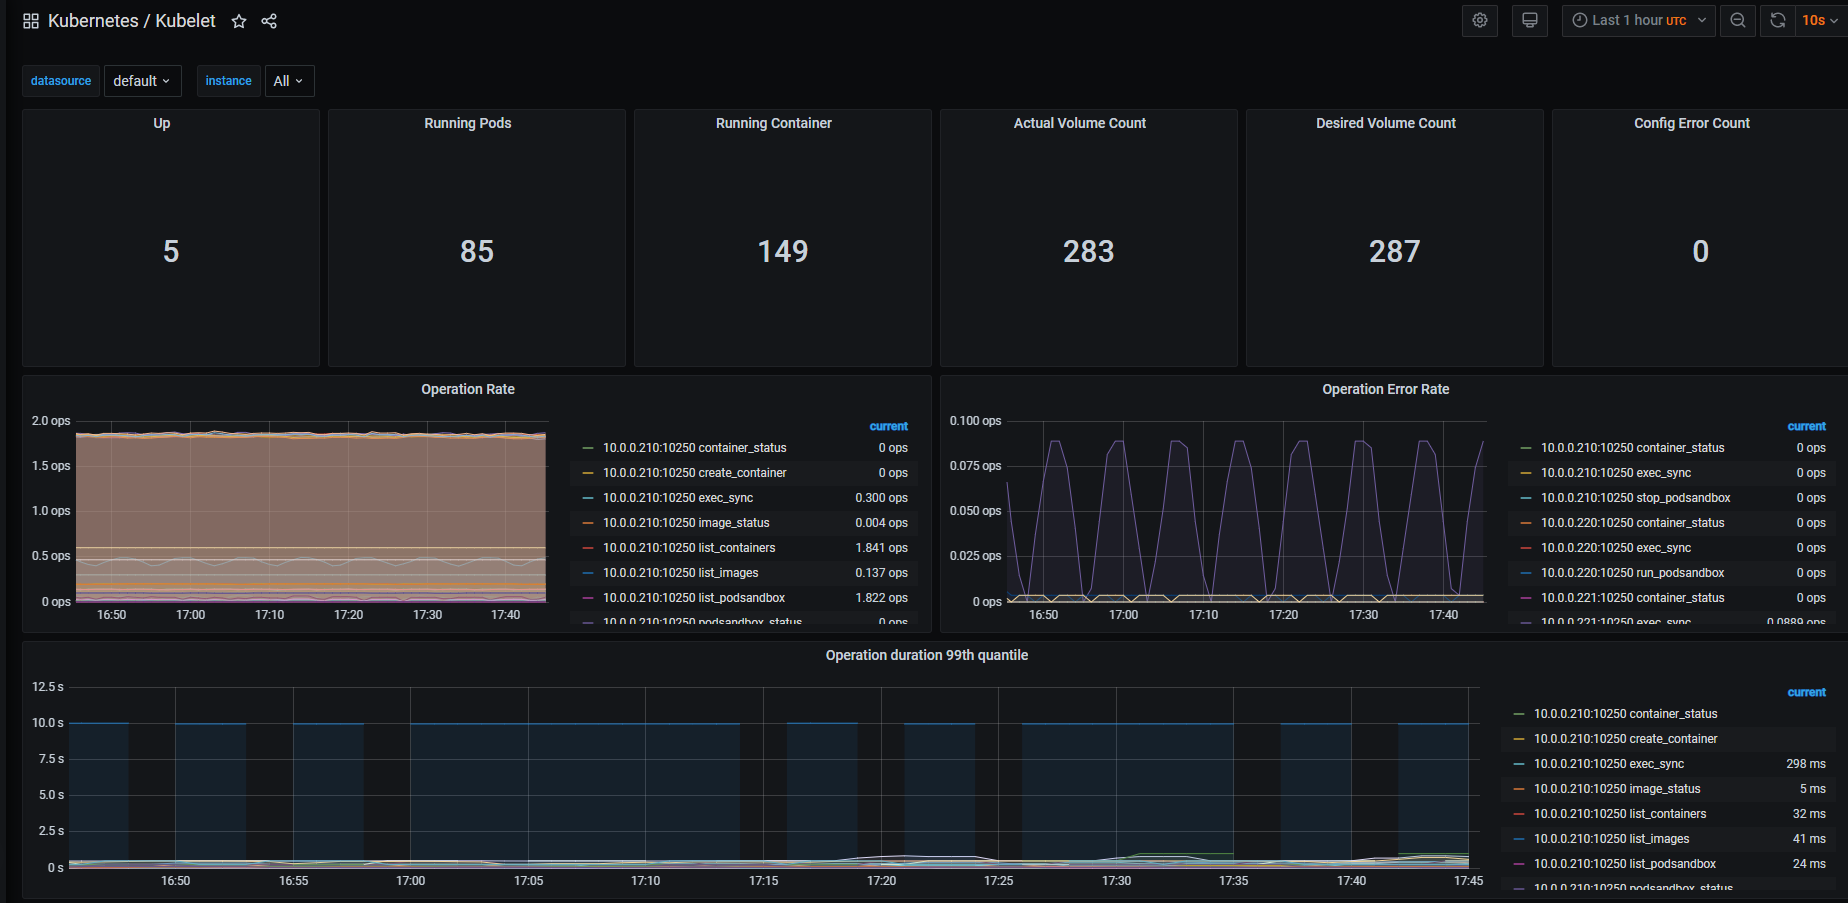 Kubernetes / Kubelet
Last 1 hour UTC
10s
datasource default instance All
Up
5
Running Pods
85
Running Container
149
Actual Volume Count
283
Desired Volume Count
287
Config Error Count
0
Operation Rate
2.0 ops
1.5 ops
1.0 ops
0.5 ops
0 ops
16:50 17:00 17:10 17:20 17:30 17:40
current
10.0.0.210:10250 container_status 0 ops
10.0.0.210:10250 create_container 0 ops
10.0.0.210:10250 exec_sync 0.300 ops
10.0.0.210:10250 image_status 0.004 ops
10.0.0.210:10250 list_containers 1.841 ops
10.0.0.210:10250 list_images 0.137 ops
10.0.0.210:10250 list_podsandbox 1.822 ops
10.0.0.210:10250 podsandbox_status 0 ops
Operation Error Rate
0.100 ops
0.075 ops
0.050 ops
0.025 ops
0 ops
16:50 17:00 17:10 17:20 17:30 17:40
current
10.0.0.210:10250 container_status 0 ops
10.0.0.210:10250 exec_sync 0 ops
10.0.0.210:10250 stop_podsandbox 0 ops
10.0.0.220:10250 container_status 0 ops
10.0.0.220:10250 exec_sync 0 ops
10.0.0.220:10250 run_podsandbox 0 ops
10.0.0.221:10250 container_status 0 ops
10.0.0.221:10250 exec_sync 0.0889 ops
Operation duration 99th quantile
12.5 s
10.0 s
7.5 s
5.0 s
2.5 s
0 s
16:50 16:55 17:00 17:05 17:10 17:15 17:20 17:25 17:30 17:35 17:40 17:45
current
10.0.0.210:10250 container_status
10.0.0.210:10250 create_container
10.0.0.210:10250 exec_sync 298 ms
10.0.0.210:10250 image_status 5 ms
10.0.0.210:10250 list_containers 32 ms
10.0.0.210:10250 list_images 41 ms
10.0.0.210:10250 list_podsandbox 24 ms
10.0.0.210:10250 podsandbox_status